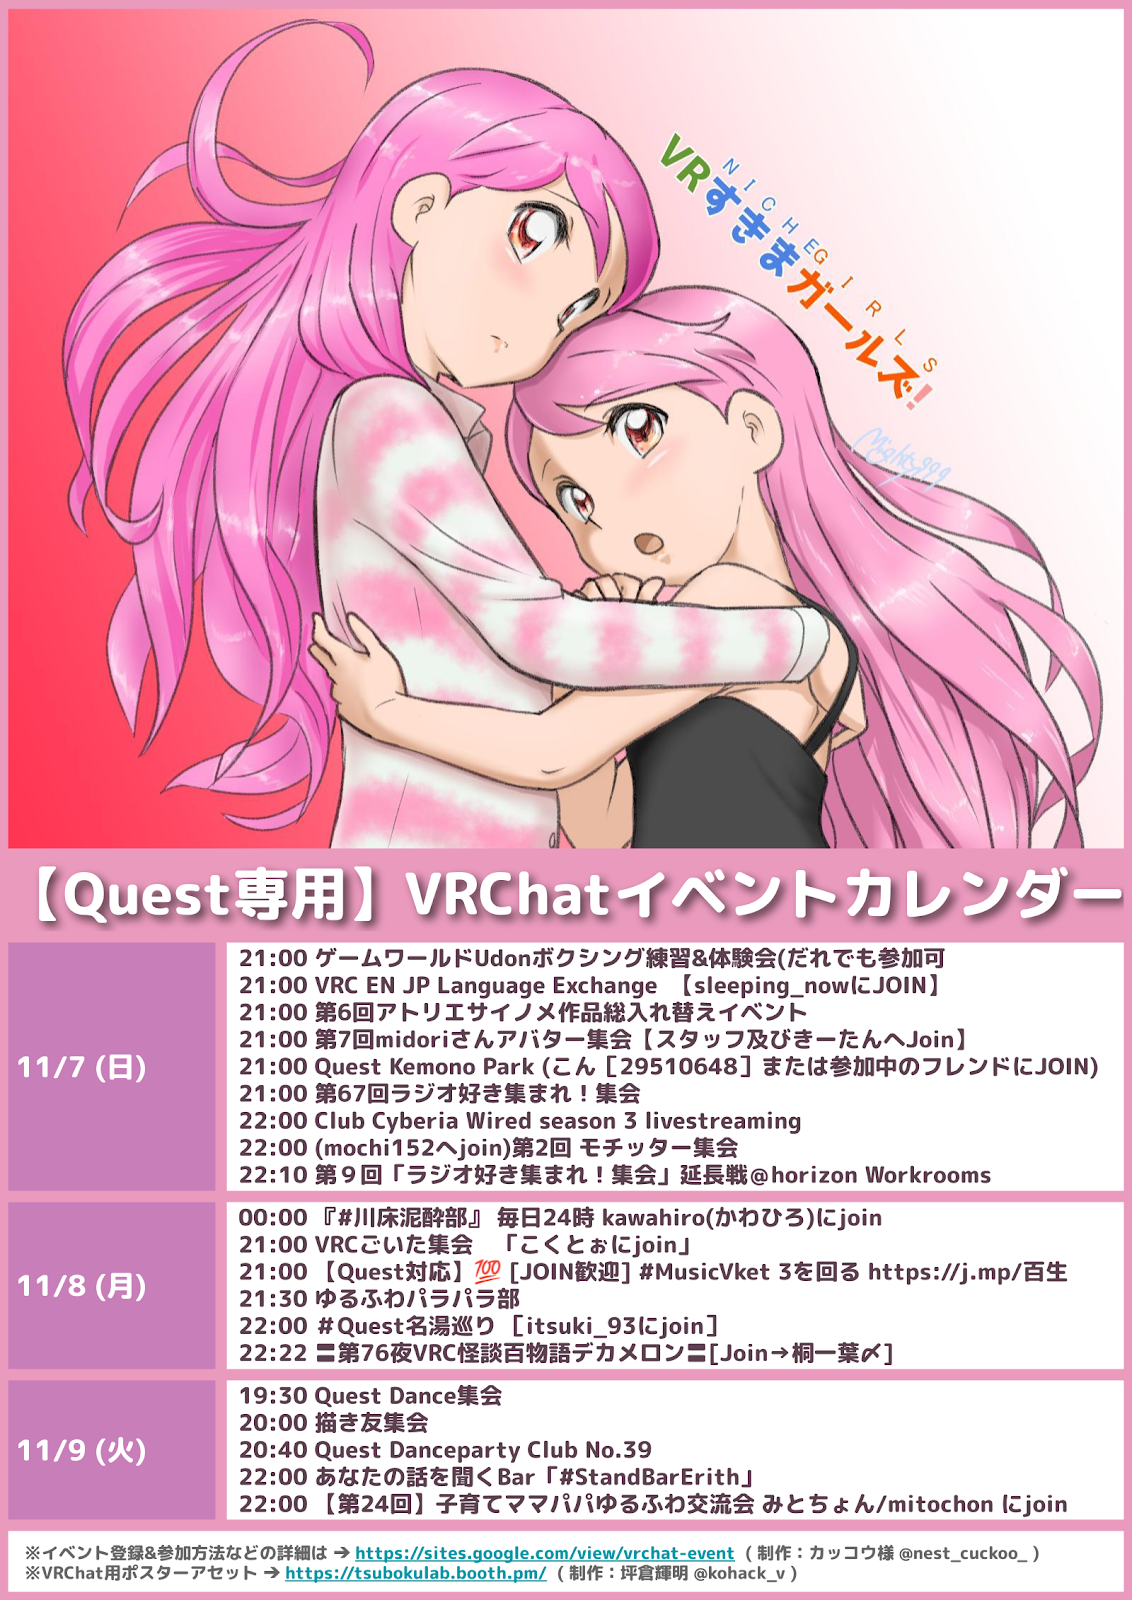 NICHE GIRLS
VRすきまガールズ!
Mighty999
【Quest専用】VRChatイベントカレンダー
11/7 (日)
21:00 ゲームワールドUdonボクシング練習&体験会(だれでも参加可
21:00 VRC EN JP Language Exchange 【sleeping_nowにJOIN】
21:00 第6回アトリエサイノメ作品総入れ替えイベント
21:00 第7回midoriさんアバター集会【スタッフ及びきーたんへJoin】
21:00 Quest Kemono Park (こん［29510648］または参加中のフレンドにJOIN)
21:00 第67回ラジオ好き集まれ！集会
22:00 Club Cyberia Wired season 3 livestreaming
22:00 (mochi152へjoin)第2回 モチッター集会
22:10 第９回「ラジオ好き集まれ！集会」延長戦@horizon Workrooms
11/8 (月)
00:00 『#川床泥酔部』 毎日24時 kawahiro(かわひろ)にjoin
21:00 VRCごいた集会　「こくとぉにjoin」
21:00 【Quest対応】💯 [JOIN歓迎] #MusicVket 3を回る https://j.mp/百生
21:30 ゆるふわパラパラ部
22:00 ＃Quest名湯巡り ［itsuki_93にjoin］
22:22 〓第76夜VRC怪談百物語デカメロン〓[Join→桐一葉〆]
11/9 (火)
19:30 Quest Dance集会
20:00 描き友集会
20:40 Quest Danceparty Club No.39
22:00 あなたの話を聞くBar「#StandBarErith」
22:00 【第24回】子育てママパパゆるふわ交流会 みとちょん/mitochon にjoin
※イベント登録&参加方法などの詳細は → https://sites.google.com/view/vrchat-event （制作：カッコウ様 @nest_cuckoo_ ）
※VRChat用ポスターアセット → https://tsubokulab.booth.pm/ （制作：坪倉輝明 @kohack_v ）